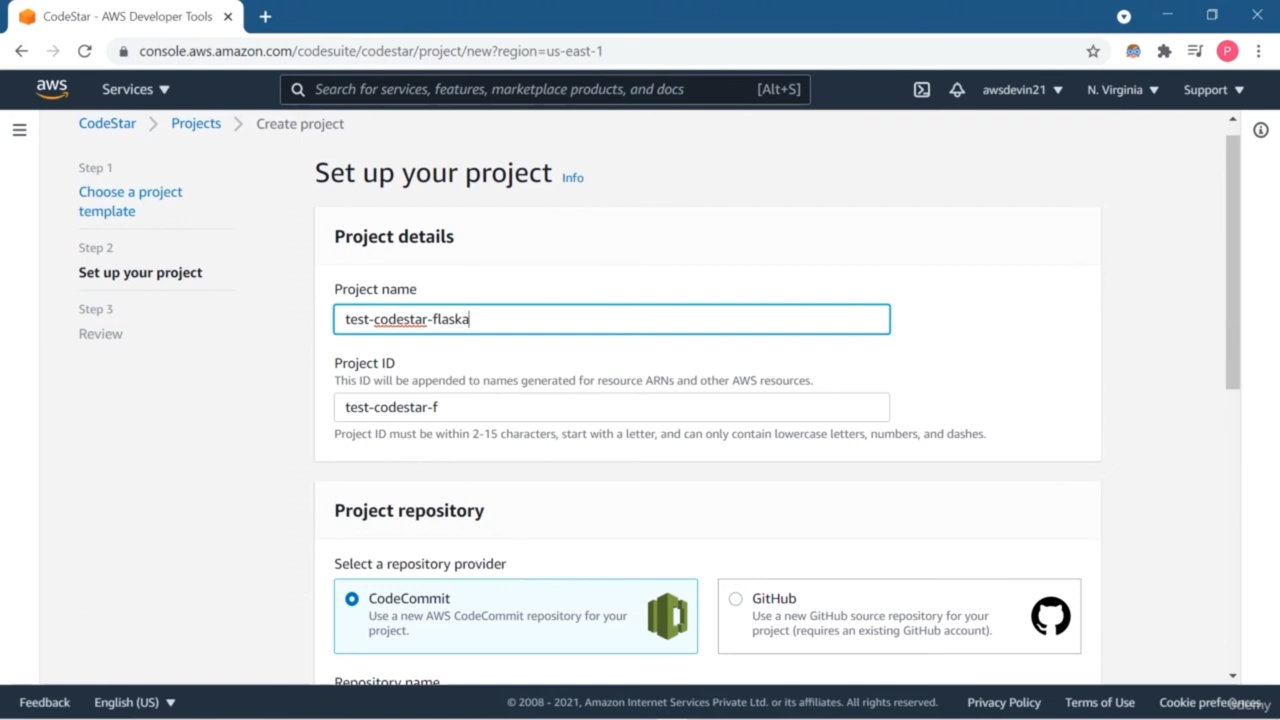 CodeStar - AWS Developer Tools
console.aws.amazon.com/codesuite/codestar/project/new?region=us-east-1
P
aws
Services
Search for services, features, marketplace products, and docs [Alt+S]
awsdevin21
N. Virginia
Support
CodeStar
Projects
Create project
Step 1
Choose a project
template
Step 2
Set up your project
Step 3
Review
Set up your project Info
Project details
Project name
test-codestar-flaska
Project ID
This ID will be appended to names generated for resource ARNs and other AWS resources.
test-codestar-f
Project ID must be within 2-15 characters, start with a letter, and can only contain lowercase letters, numbers, and dashes.
Project repository
Select a repository provider
CodeCommit
Use a new AWS CodeCommit repository for your
project.
GitHub
Use a new GitHub source repository for your
project (requires an existing GitHub account).
Repository name
Feedback
English (US)
© 2008 - 2021, Amazon Internet Services Private Ltd. or its affiliates. All rights reserved.
Privacy Policy
Terms of Use
Cookie preferences
Udemy